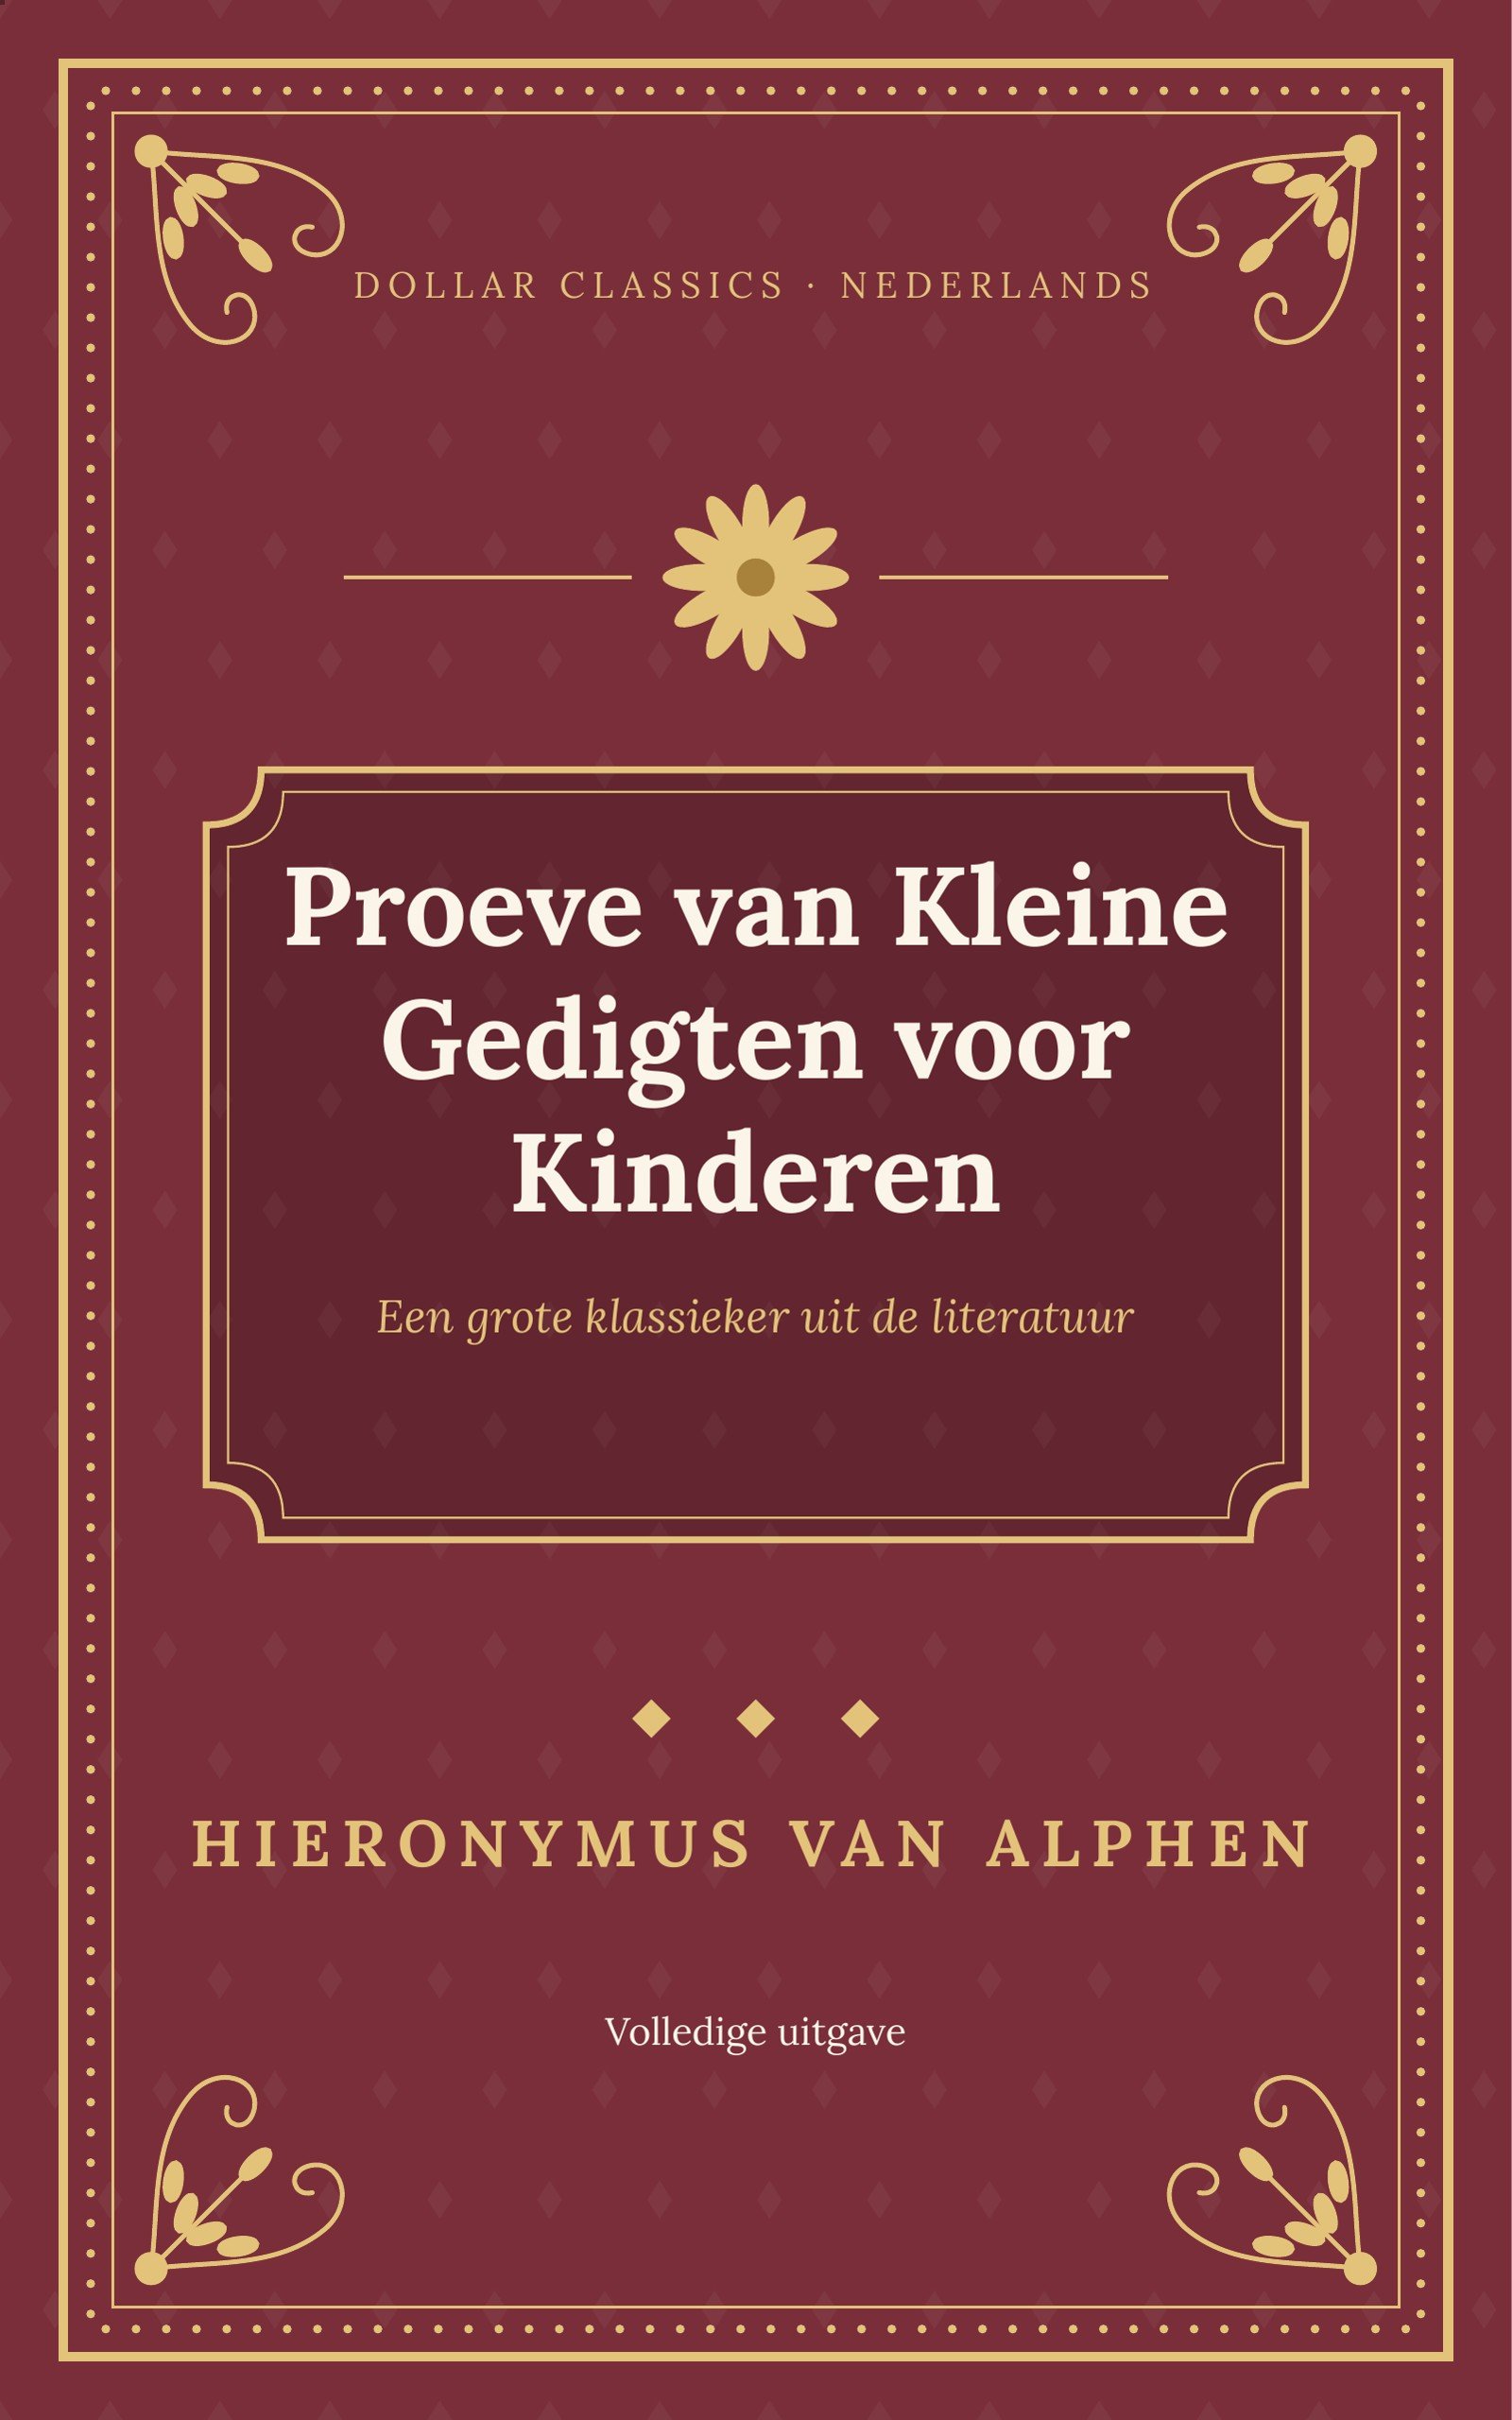 DOLLAR CLASSICS · NEDERLANDS
Proeve van Kleine
Gedigten voor
Kinderen
Een grote klassieker uit de literatuur
HIERONYMUS VAN ALPHEN
Volledige uitgave